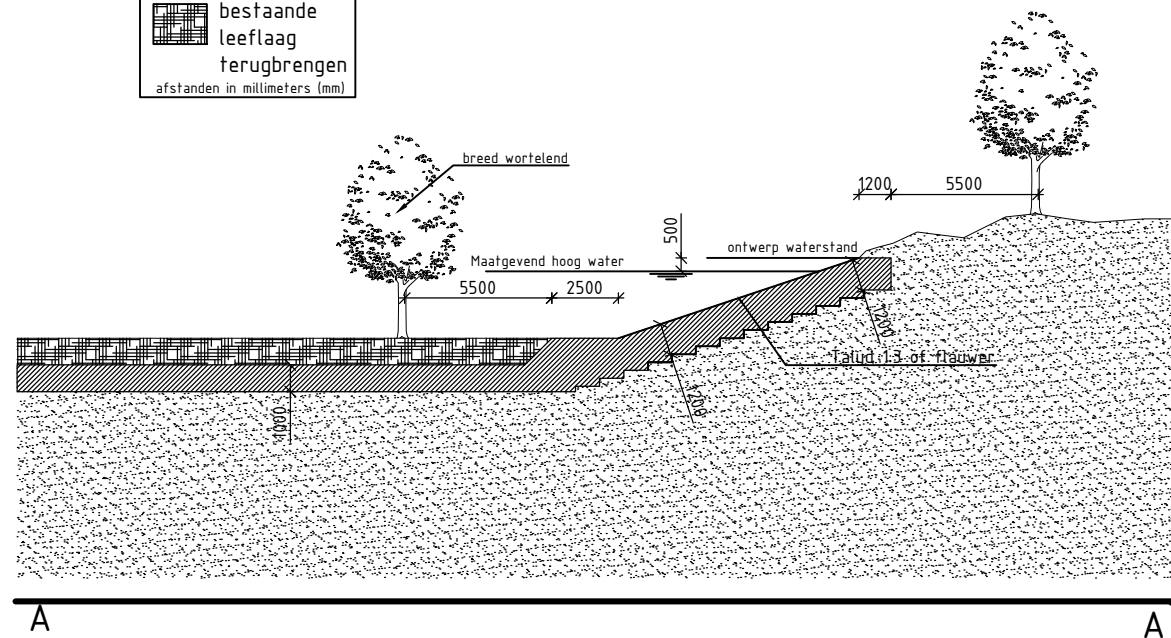 bestaande
leeflaag
terugbrengen
afstanden in millimeters (mm)
breed wortelend
1200
5500
500
ontwerp waterstand
Maatgevend hoog water
5500
2500
1200
Talud 1:3 of flauwer
1200
1000
A
A